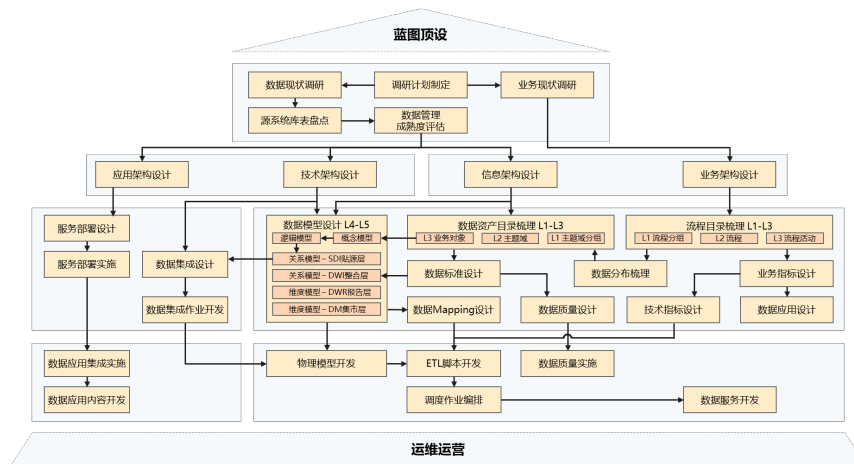 蓝图顶设
数据现状调研
调研计划制定
业务现状调研
源系统库表盘点
数据管理
成熟度评估
应用架构设计
技术架构设计
信息架构设计
业务架构设计
服务部署设计
服务部署实施
数据集成设计
数据集成作业开发
数据模型设计 L4-L5
逻辑模型
概念模型
关系模型 – SDI贴源层
关系模型 – DWI整合层
维度模型 – DWR报告层
维度模型 – DM集市层
数据资产目录梳理 L1-L3
L3 业务对象
L2 主题域
L1 主题域分组
流程目录梳理 L1-L3
L1 流程分组
L2 流程
L3 流程活动
数据标准设计
数据分布梳理
业务指标设计
数据Mapping设计
数据质量设计
技术指标设计
数据应用设计
数据应用集成实施
数据应用内容开发
物理模型开发
ETL脚本开发
数据质量实施
调度作业编排
数据服务开发
运维运营